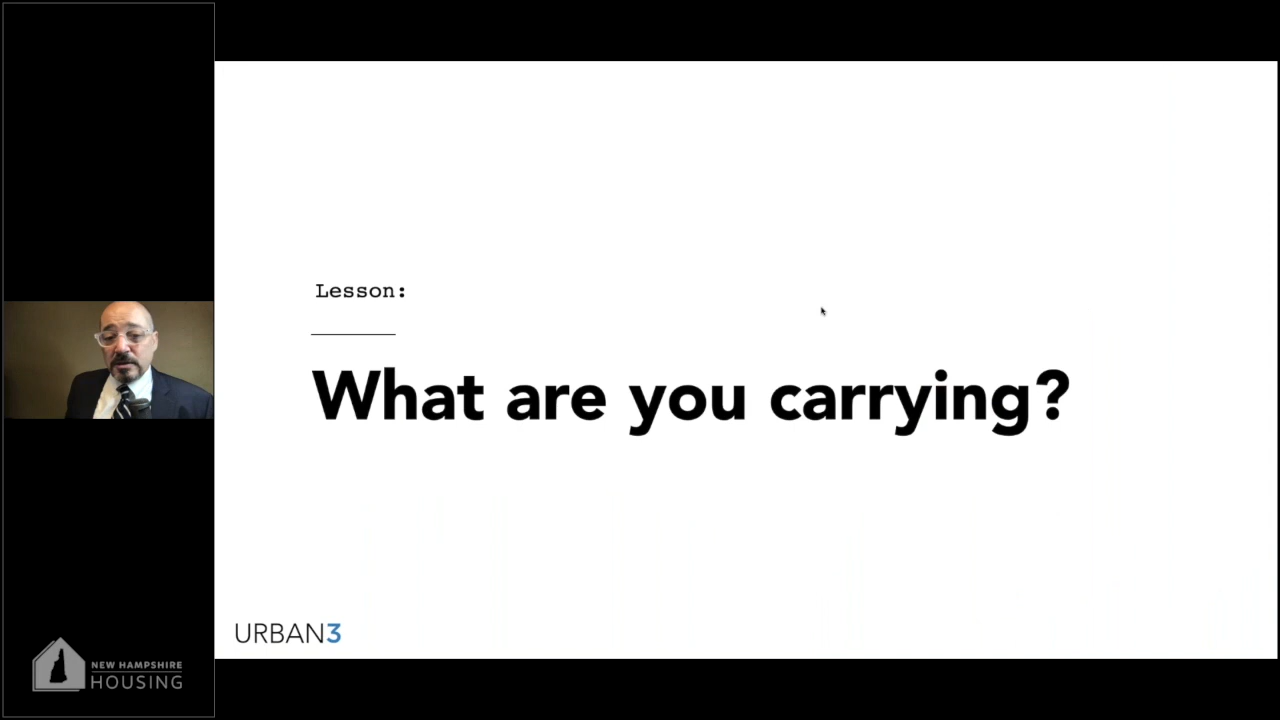 Lesson:
What are you carrying?
URBAN3
NEW HAMPSHIRE
HOUSING